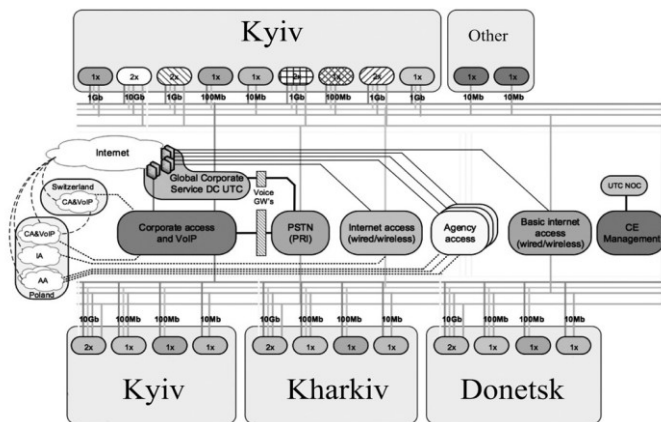 Kyiv
Other
1x 2x 2x 1x 1x 2x 1x 2x 1x
1x 1x
1Gb 10Gb 1Gb 100Mb 10Mb 1Gb 100Mb 1Gb 1Gb
10Mb 10Mb
Internet
Global Corporate
Service DC UTC
Voice
GW's
Switzerland
CA&VoIP
UTC NOC
CA&VoIP
IA
AA
Poland
Corporate access
and VoIP
PSTN
(PRI)
Internet access
(wired/wireless)
Agency
access
Basic internet
access
(wired/wireless)
CE
Management
10Gb 100Mb 100Mb 10Mb
10Gb 100Mb 100Mb 10Mb
10Gb 100Mb 100Mb 10Mb
2x 1x 1x 1x
2x 1x 1x 1x
2x 1x 1x 1x
Kyiv
Kharkiv
Donetsk